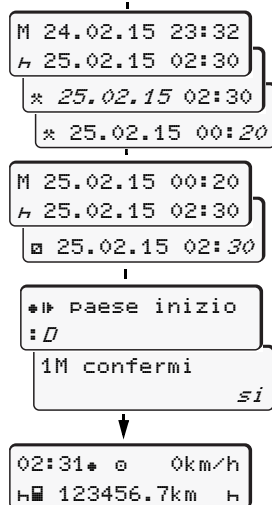 M 24.02.15 23:32
25.02.15 02:30
25.02.15 02:30
25.02.15 00:20
M 25.02.15 00:20
25.02.15 02:30
25.02.15 02:30
paese inizio
:D
1M confermi
si
02:31 0km/h
123456.7km